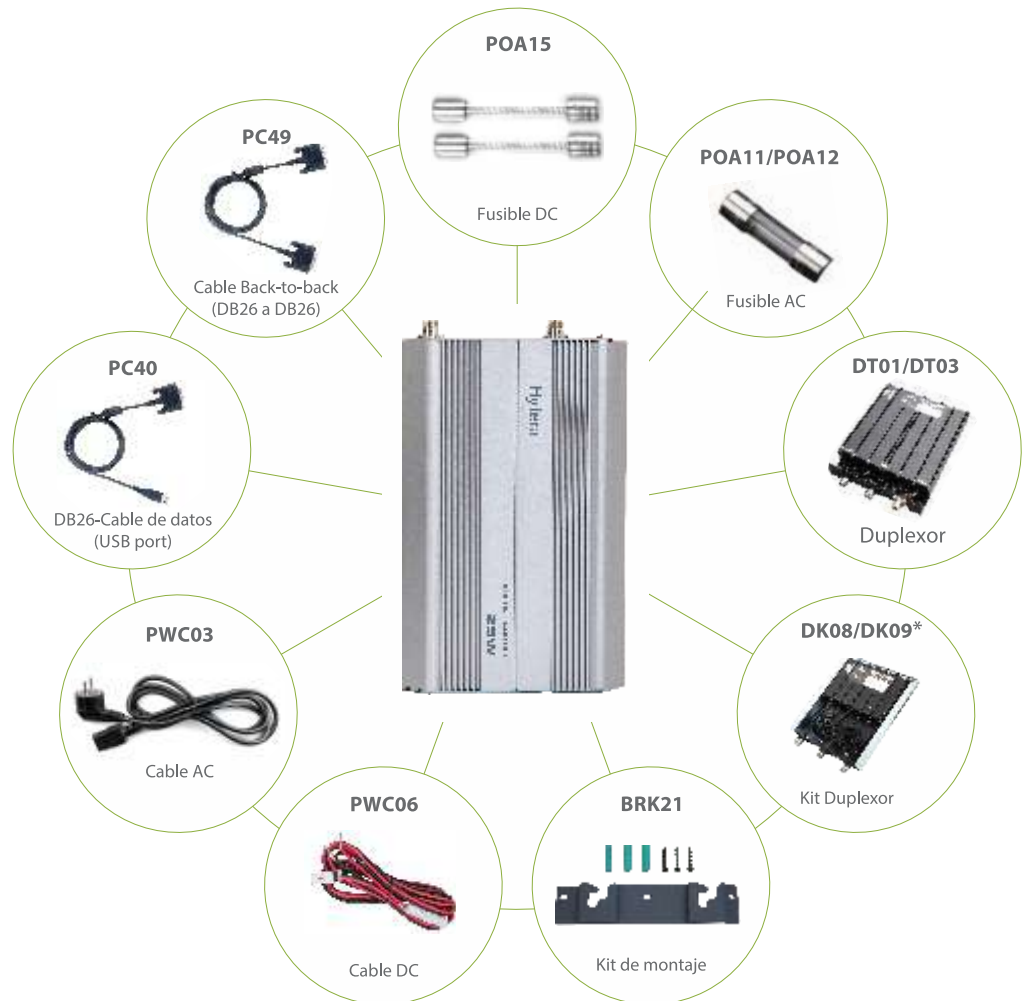 POA15
Fusible DC
POA11/POA12
Fusible AC
DT01/DT03
Duplexor
DK08/DK09*
Kit Duplexor
BRK21
Kit de montaje
PWC06
Cable DC
PWC03
Cable AC
PC40
DB26-Cable de datos
(USB port)
PC49
Cable Back-to-back
(DB26 a DB26)
Hytera
25W